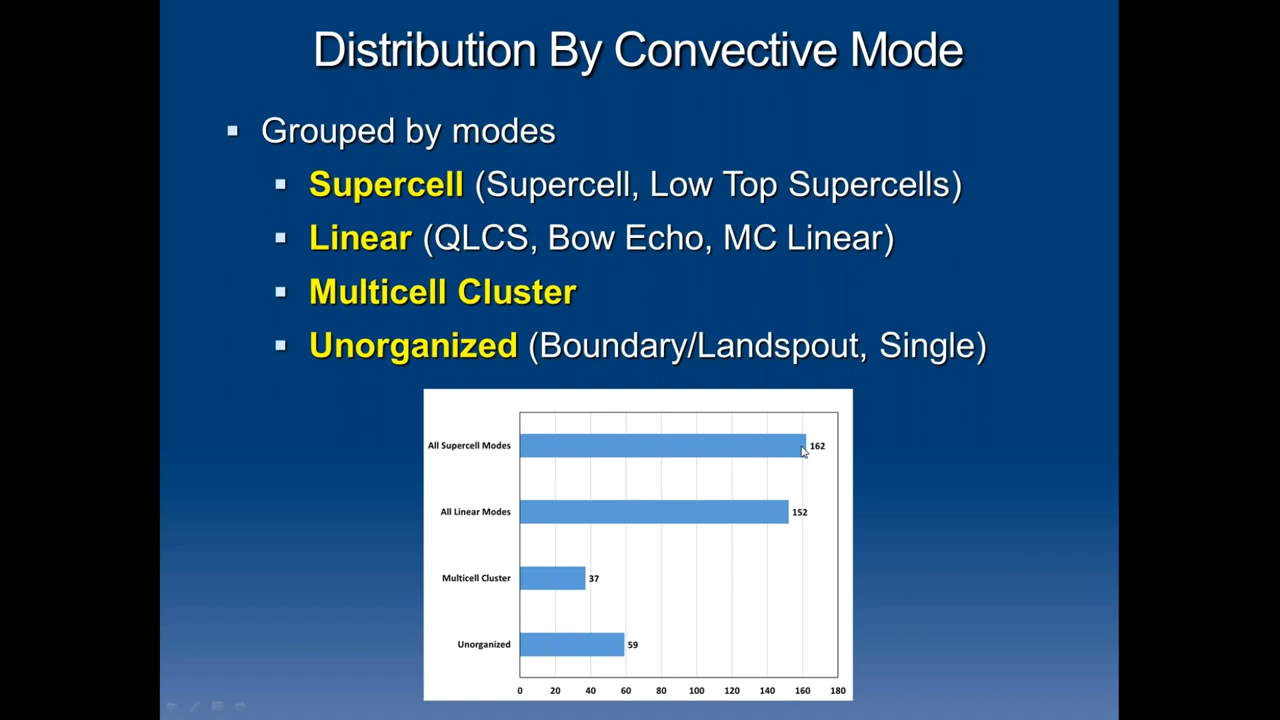 Distribution By Convective Mode
Grouped by modes
Supercell (Supercell, Low Top Supercells)
Linear (QLCS, Bow Echo, MC Linear)
Multicell Cluster
Unorganized (Boundary/Landspout, Single)
All Supercell Modes 162
All Linear Modes 152
Multicell Cluster 37
Unorganized 59
0 20 40 60 80 100 120 140 160 180